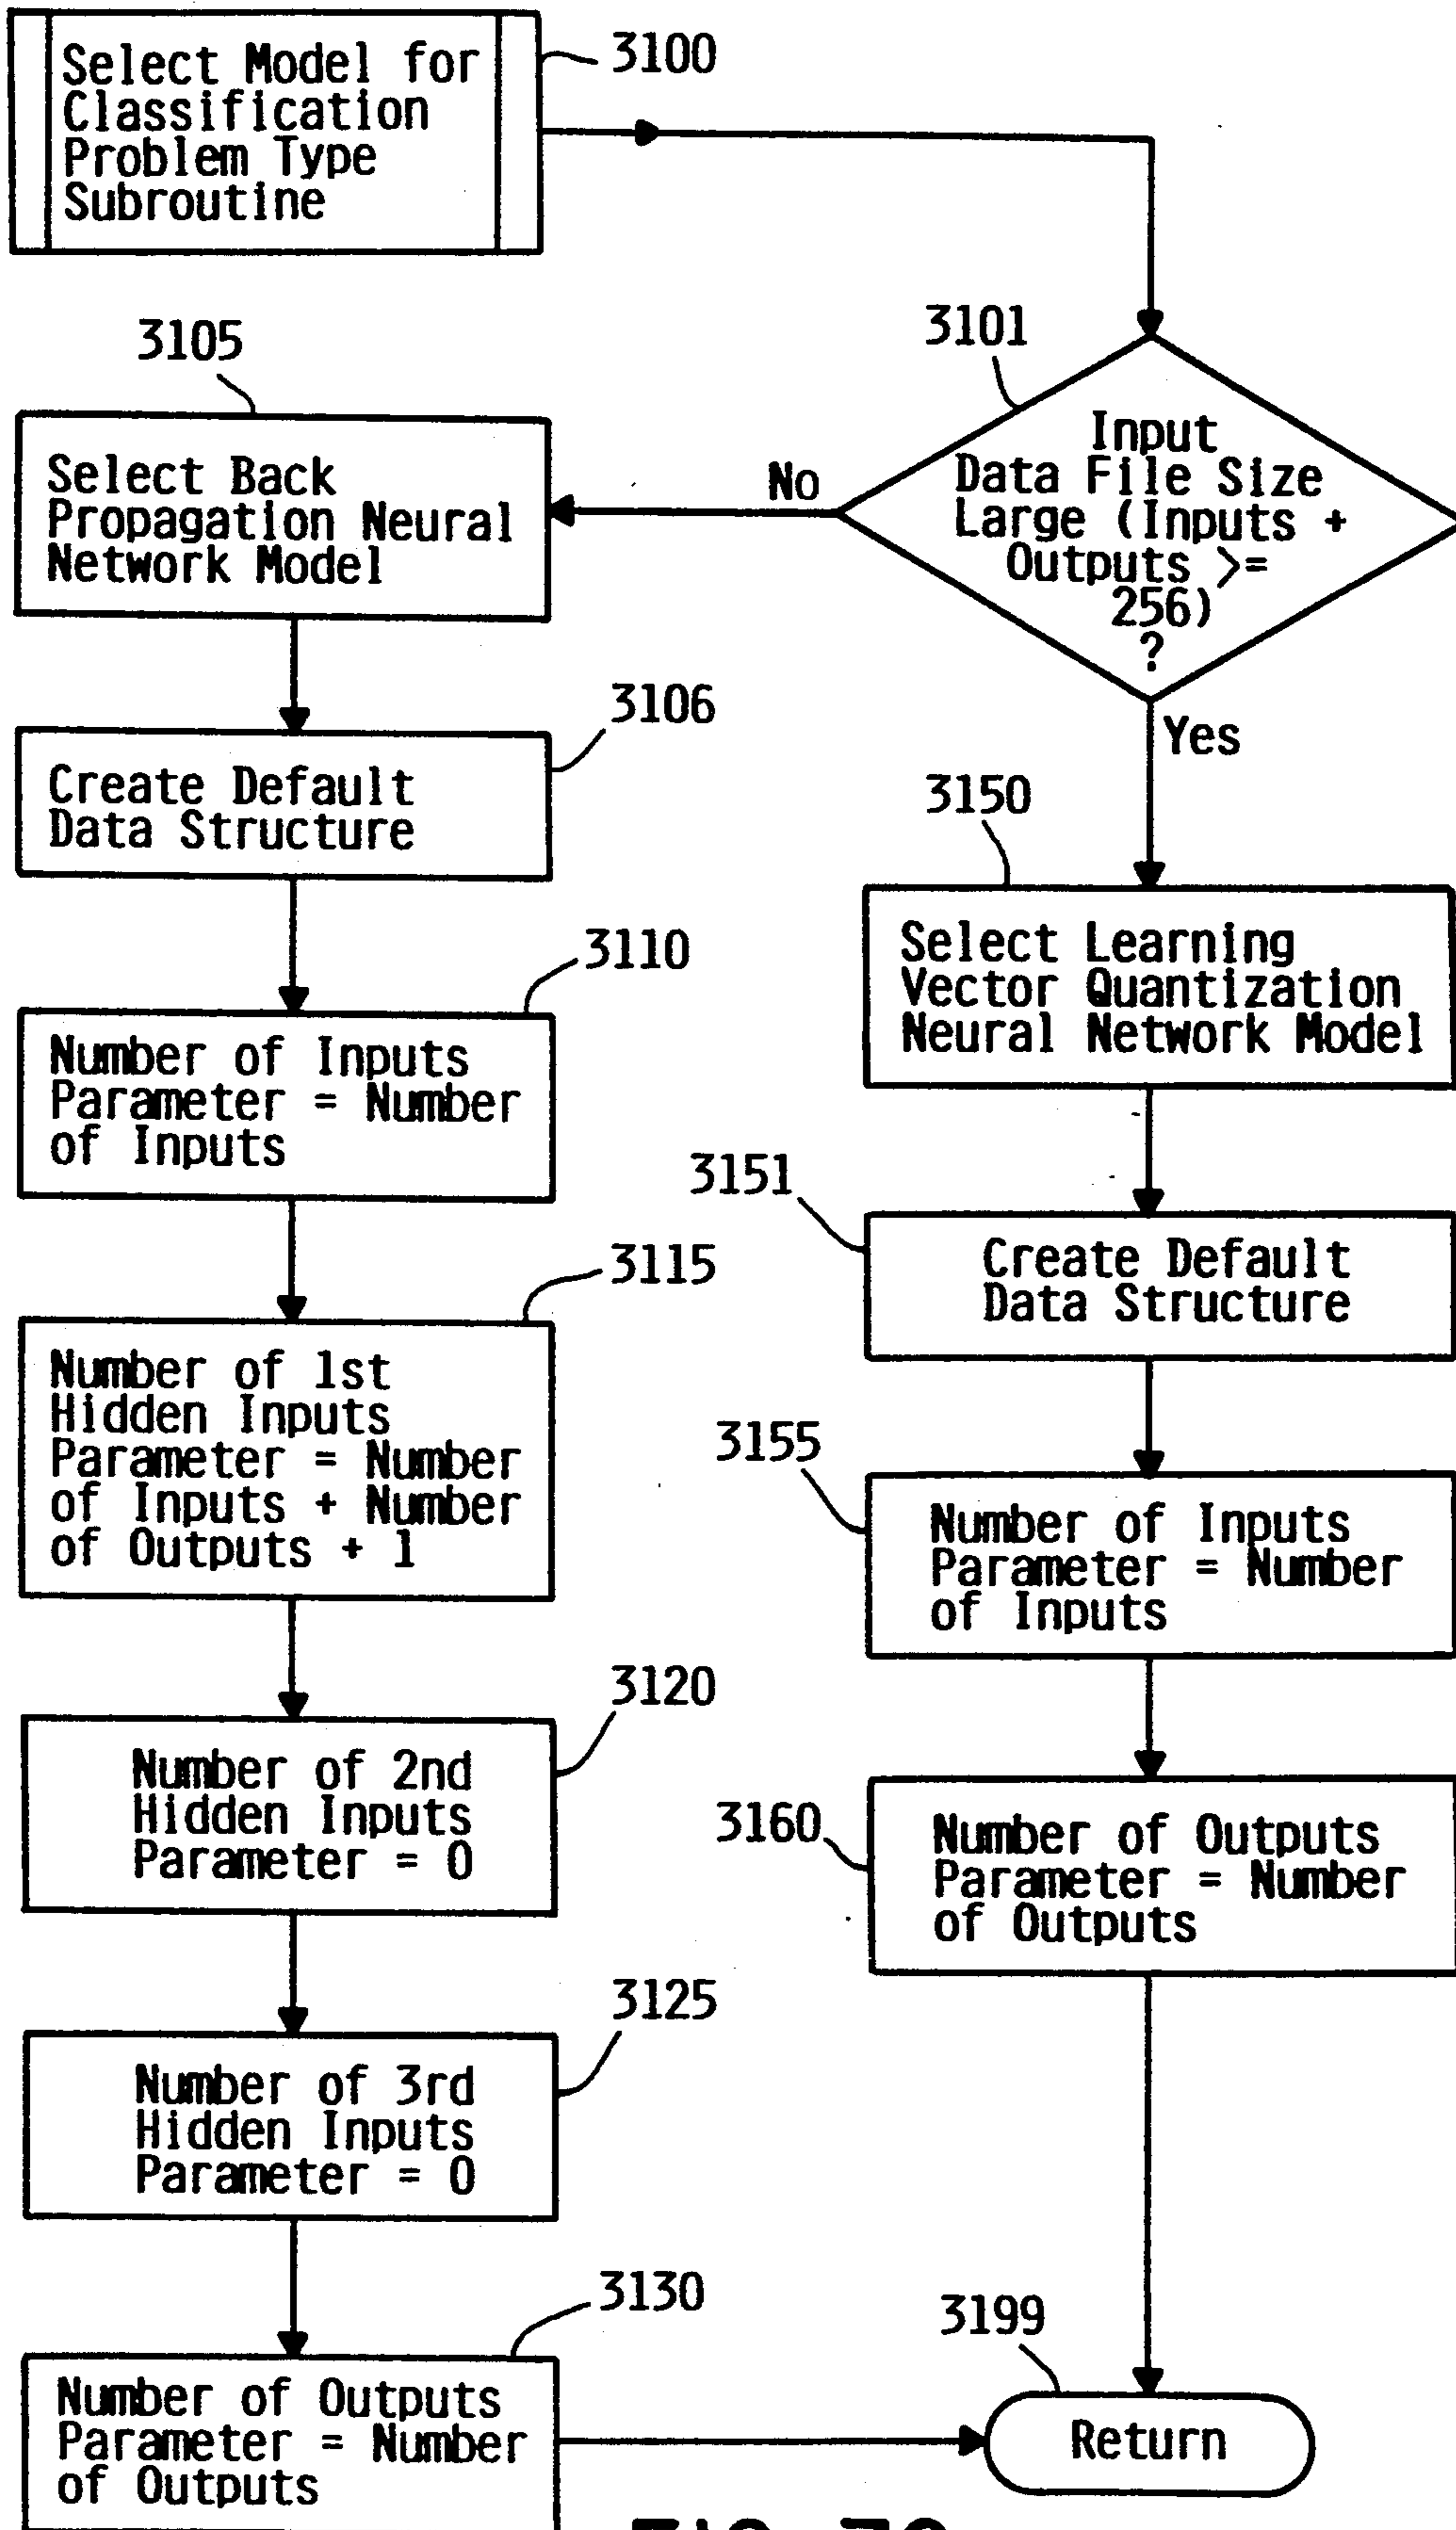 Select Model for
Classification
Problem Type
Subroutine
3100
3101
Input
Data File Size
Large (Inputs +
Outputs >=
256)
?
No
Yes
3105
Select Back
Propagation Neural
Network Model
3106
Create Default
Data Structure
3110
Number of Inputs
Parameter = Number
of Inputs
3115
Number of 1st
Hidden Inputs
Parameter = Number
of Inputs + Number
of Outputs + 1
3120
Number of 2nd
Hidden Inputs
Parameter = 0
3125
Number of 3rd
Hidden Inputs
Parameter = 0
3130
Number of Outputs
Parameter = Number
of Outputs
3150
Select Learning
Vector Quantization
Neural Network Model
3151
Create Default
Data Structure
3155
Number of Inputs
Parameter = Number
of Inputs
3160
Number of Outputs
Parameter = Number
of Outputs
3199
Return